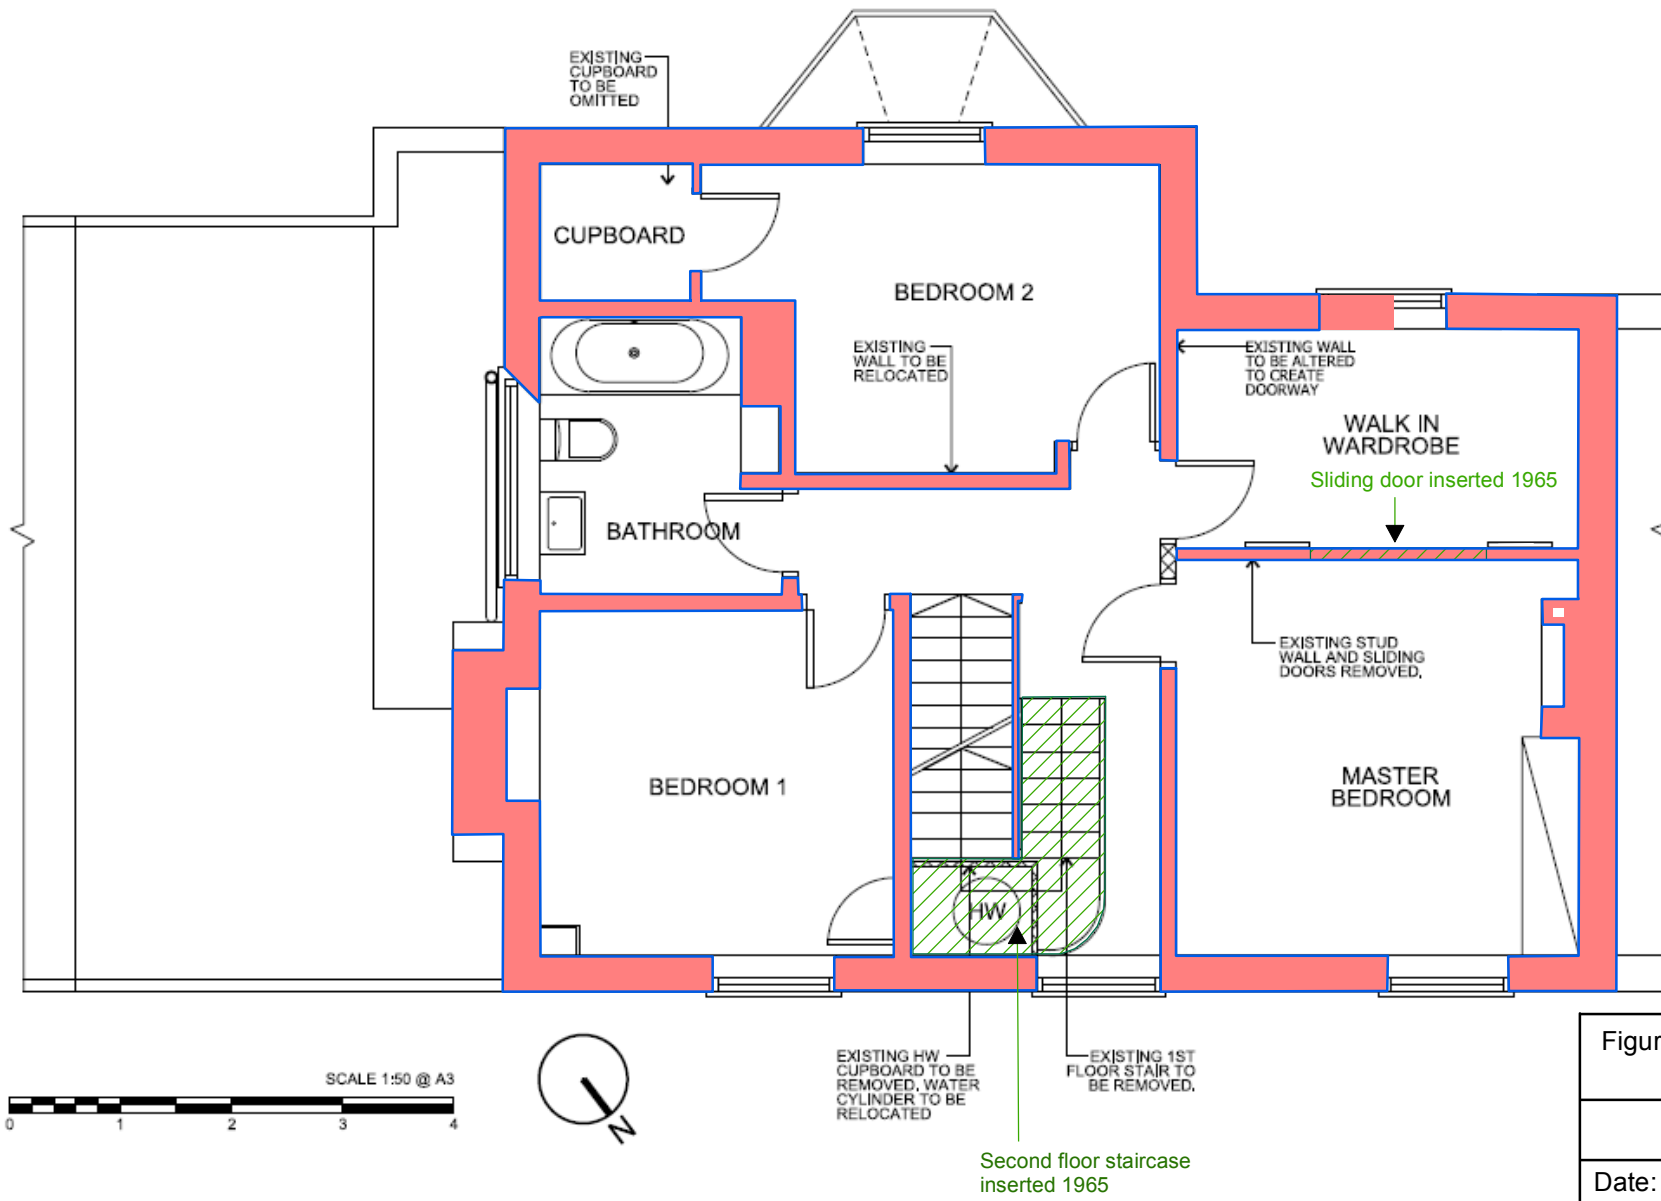 EXISTING
CUPBOARD
TO BE
OMITTED
CUPBOARD
BEDROOM 2
EXISTING
WALL TO BE
RELOCATED
EXISTING WALL
TO BE ALTERED
TO CREATE
DOORWAY
WALK IN
WARDROBE
Sliding door inserted 1965
BATHROOM
EXISTING STUD
WALL AND SLIDING
DOORS REMOVED.
BEDROOM 1
MASTER
BEDROOM
HW
EXISTING HW
CUPBOARD TO BE
REMOVED. WATER
CYLINDER TO BE
RELOCATED
EXISTING 1ST
FLOOR STAIR TO
BE REMOVED.
SCALE 1:50 @ A3
0 1 2 3 4
N
Second floor staircase
inserted 1965
Figur
Date: